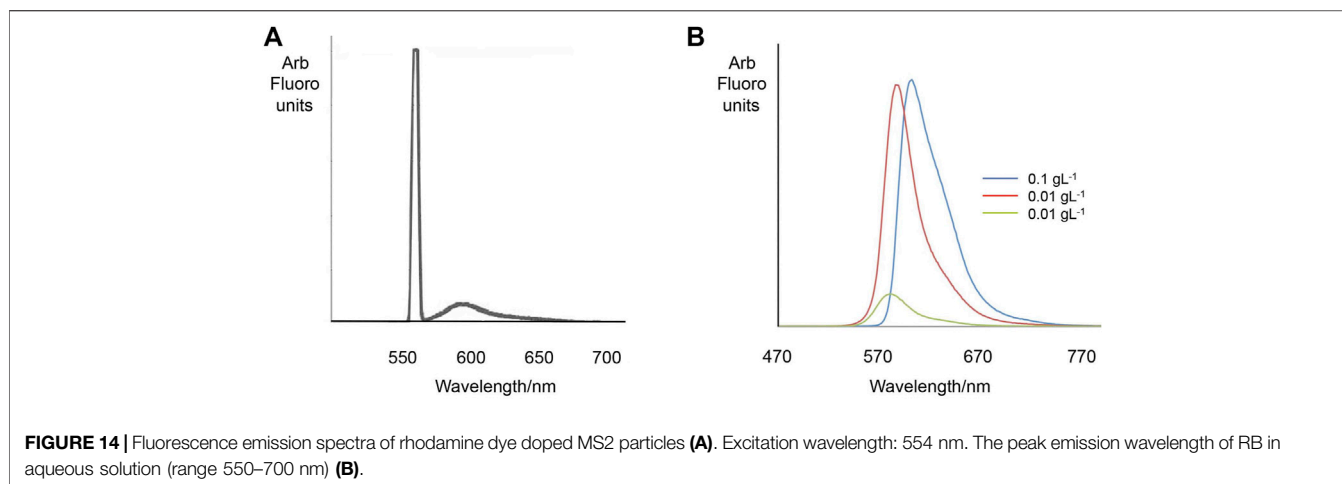 A
Arb
Fluoro
units
550 600 650 700
Wavelength/nm
B
Arb
Fluoro
units
0.1 gL-1
0.01 gL-1
0.01 gL-1
470 570 670 770
Wavelength/nm
FIGURE 14 | Fluorescence emission spectra of rhodamine dye doped MS2 particles (A). Excitation wavelength: 554 nm. The peak emission wavelength of RB in
aqueous solution (range 550–700 nm) (B).